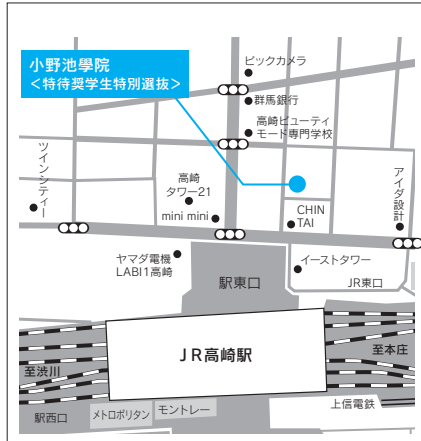 小野池學院
<特待奨学生特別選抜>
ビックカメラ
群馬銀行
高崎ビューティ
モード専門学校
ツインシティー
高崎
タワー21
mini mini
CHIN
TAI
アイダ設計
ヤマダ電機
LABI1高崎
イーストタワー
駅東口
JR東口
JR高崎駅
至渋川
至本庄
駅西口
メトロポリタン
モントレー
上信電鉄